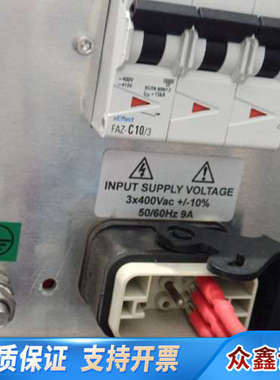 xEffect
FAZ-C10/3
INPUT SUPPLY VOLTAGE
3x400Vac +/-10%
50/60Hz 9A
质保证 支持开票
众鑫